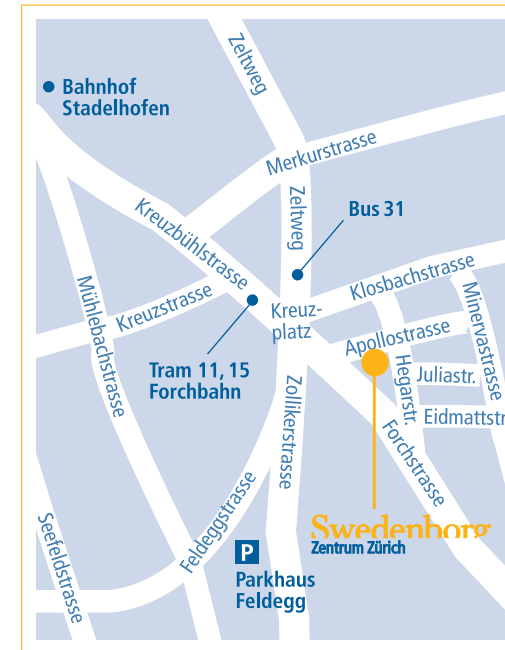 Zeltweg
Bahnhof
Stadelhofen
Merkurstrasse
Kreuzbühlstrasse
Zeltweg
Bus 31
Klosbachstrasse
Mühlebachstrasse
Kreuzstrasse
Kreuz-
platz
Minervastrasse
Apollostrasse
Tram 11, 15
Forchbahn
Hegarstr.
Juliastr.
Zollikerstrasse
Eidmattstr
Forchstrasse
Feldeggstrasse
Seefeldstrasse
Swedenborg
Zentrum Zürich
P
Parkhaus
Feldegg